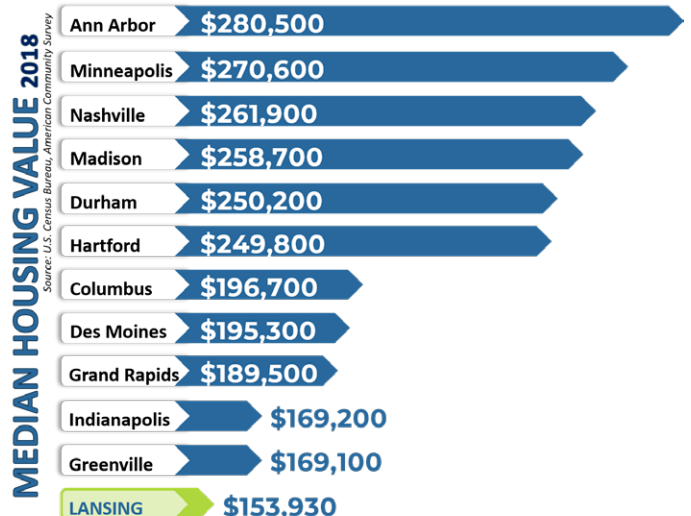 MEDIAN HOUSING VALUE 2018
Source: U.S. Census Bureau, American Community Survey
Ann Arbor $280,500
Minneapolis $270,600
Nashville $261,900
Madison $258,700
Durham $250,200
Hartford $249,800
Columbus $196,700
Des Moines $195,300
Grand Rapids $189,500
Indianapolis $169,200
Greenville $169,100
LANSING $153,930